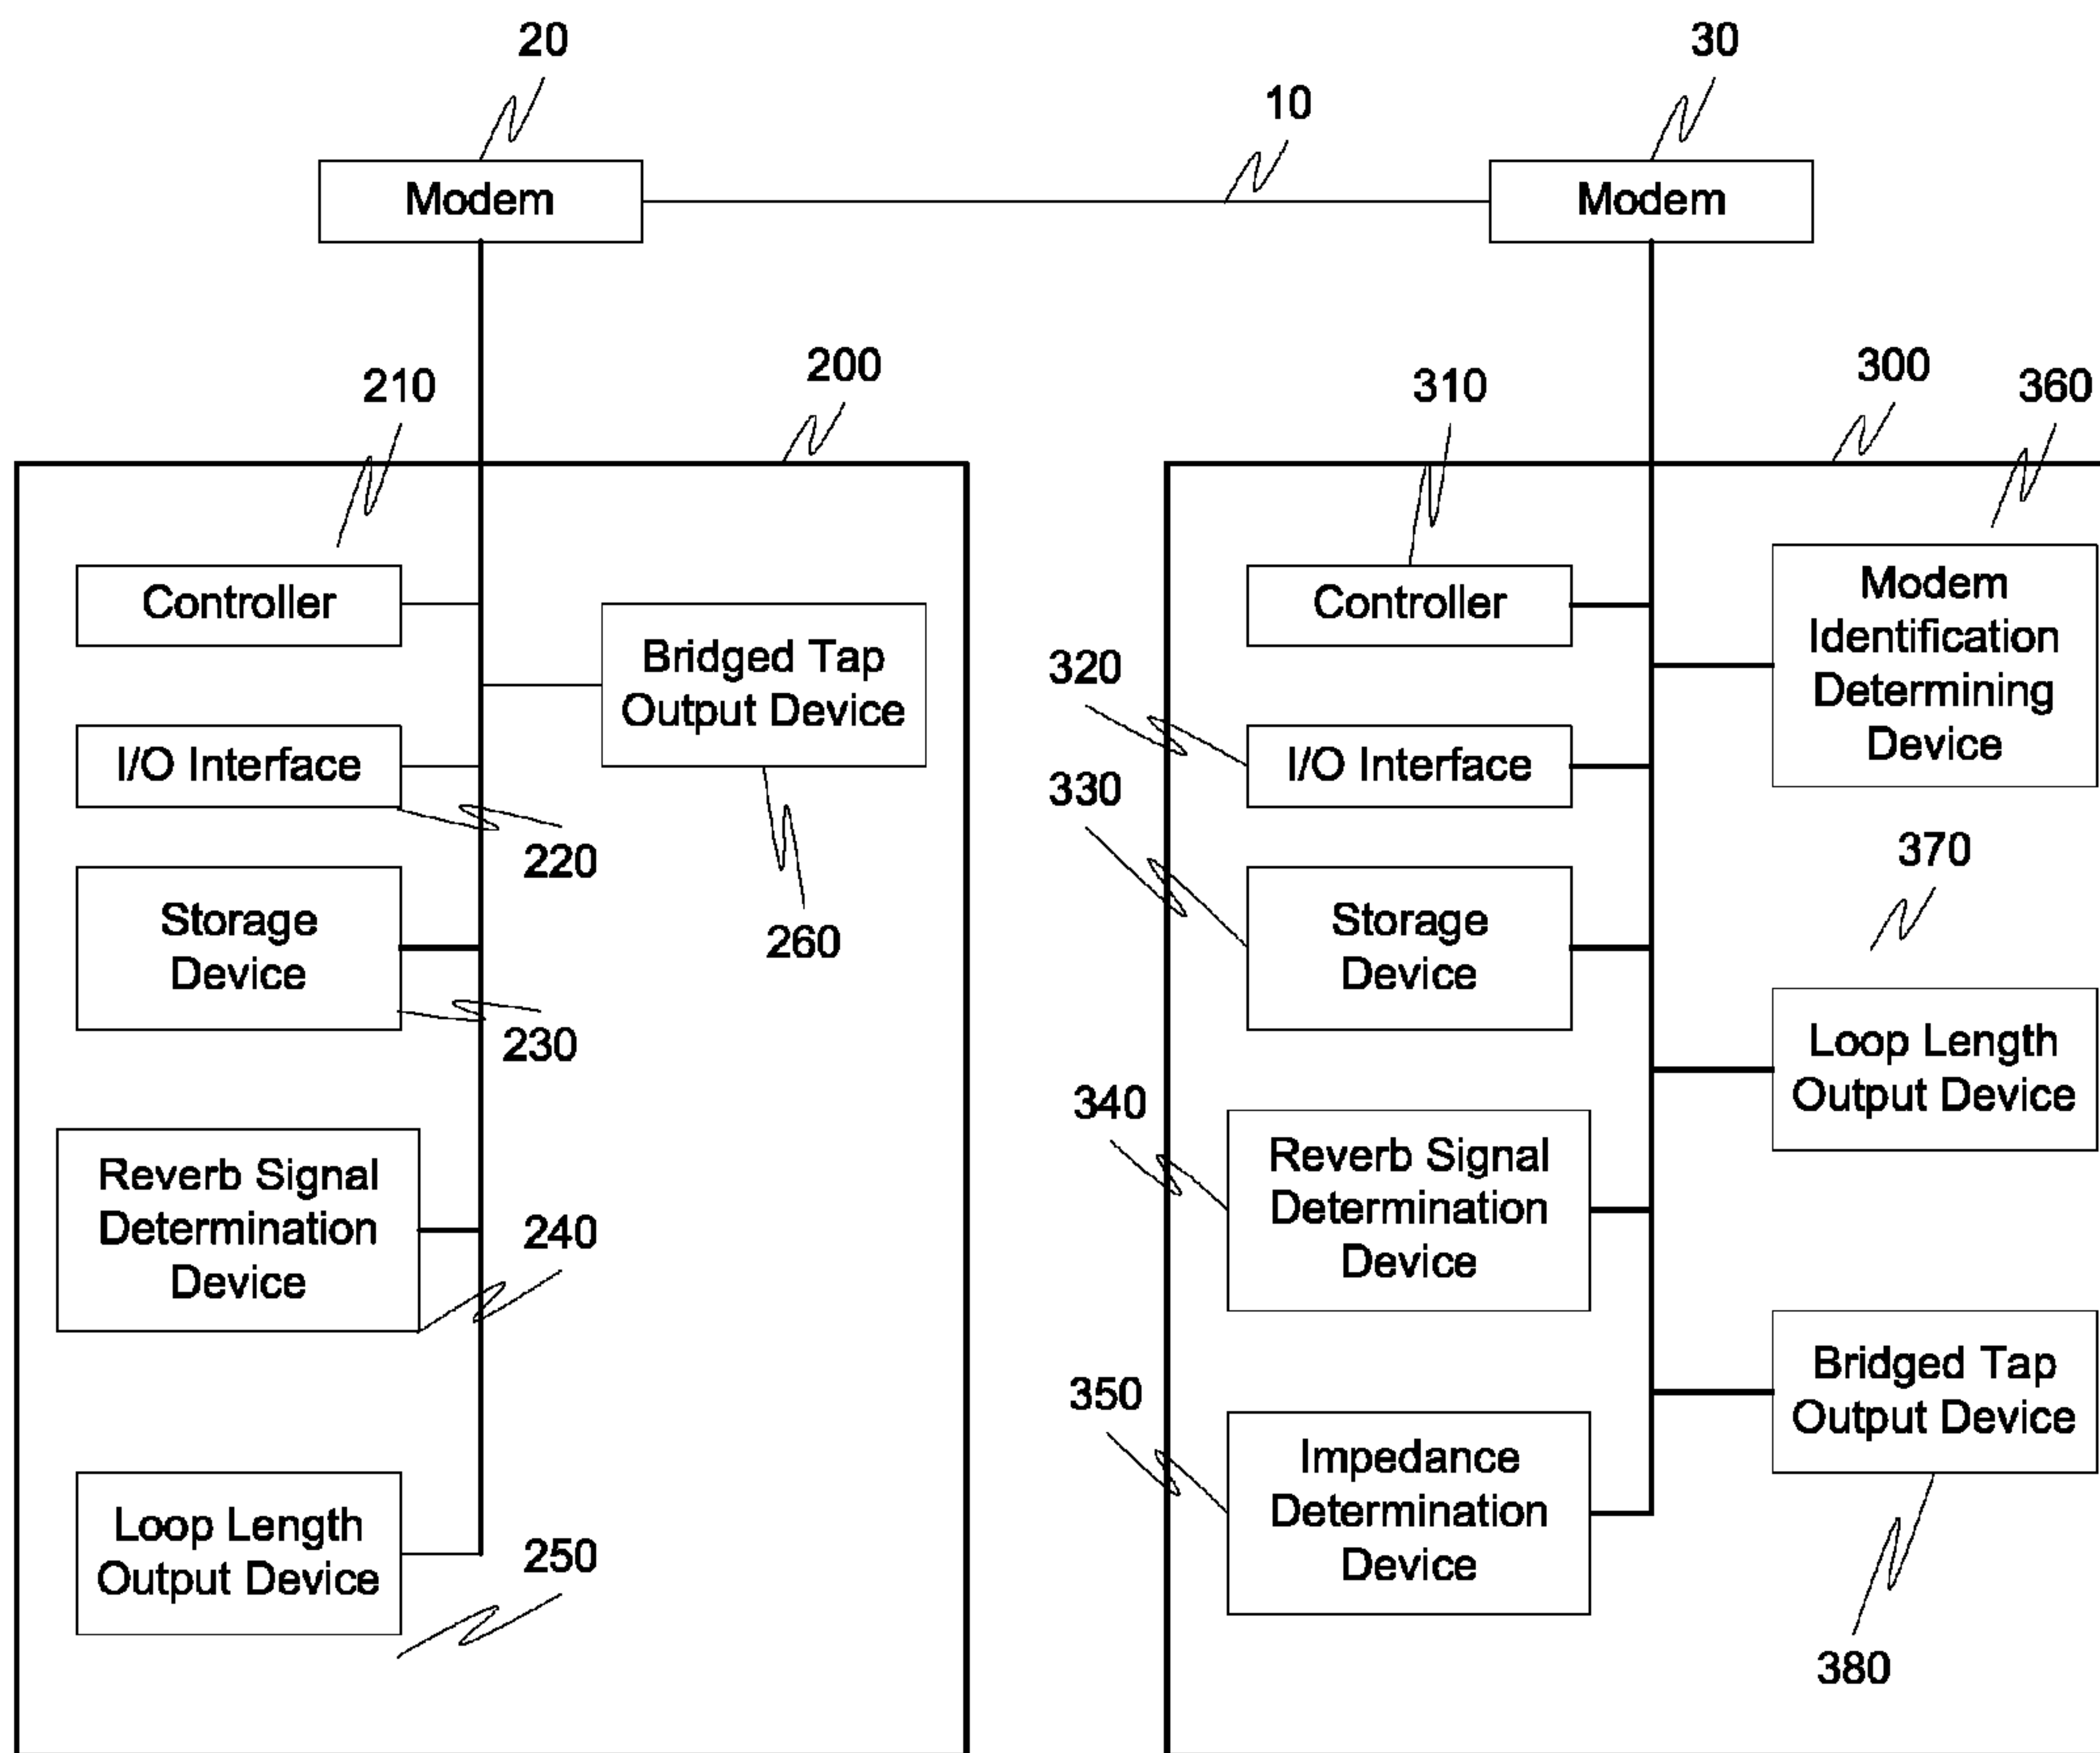 20
30
10
Modem
Modem
200
300
210
310
360
Controller
Bridged Tap
Output Device
I/O Interface
220
260
Storage
Device
230
Reverb Signal
Determination
Device
240
Loop Length
Output Device
250
Controller
Modem
Identification
Determining
Device
320
I/O Interface
330
370
Storage
Device
Loop Length
Output Device
340
Reverb Signal
Determination
Device
350
Bridged Tap
Output Device
Impedance
Determination
Device
380